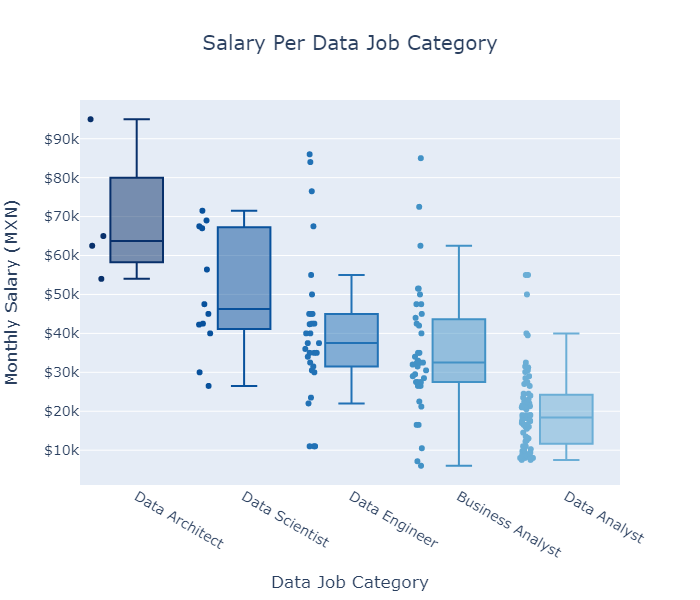 Salary Per Data Job Category
Monthly Salary (MXN)
$90k
$80k
$70k
$60k
$50k
$40k
$30k
$20k
$10k
Data Architect
Data Scientist
Data Engineer
Business Analyst
Data Analyst
Data Job Category